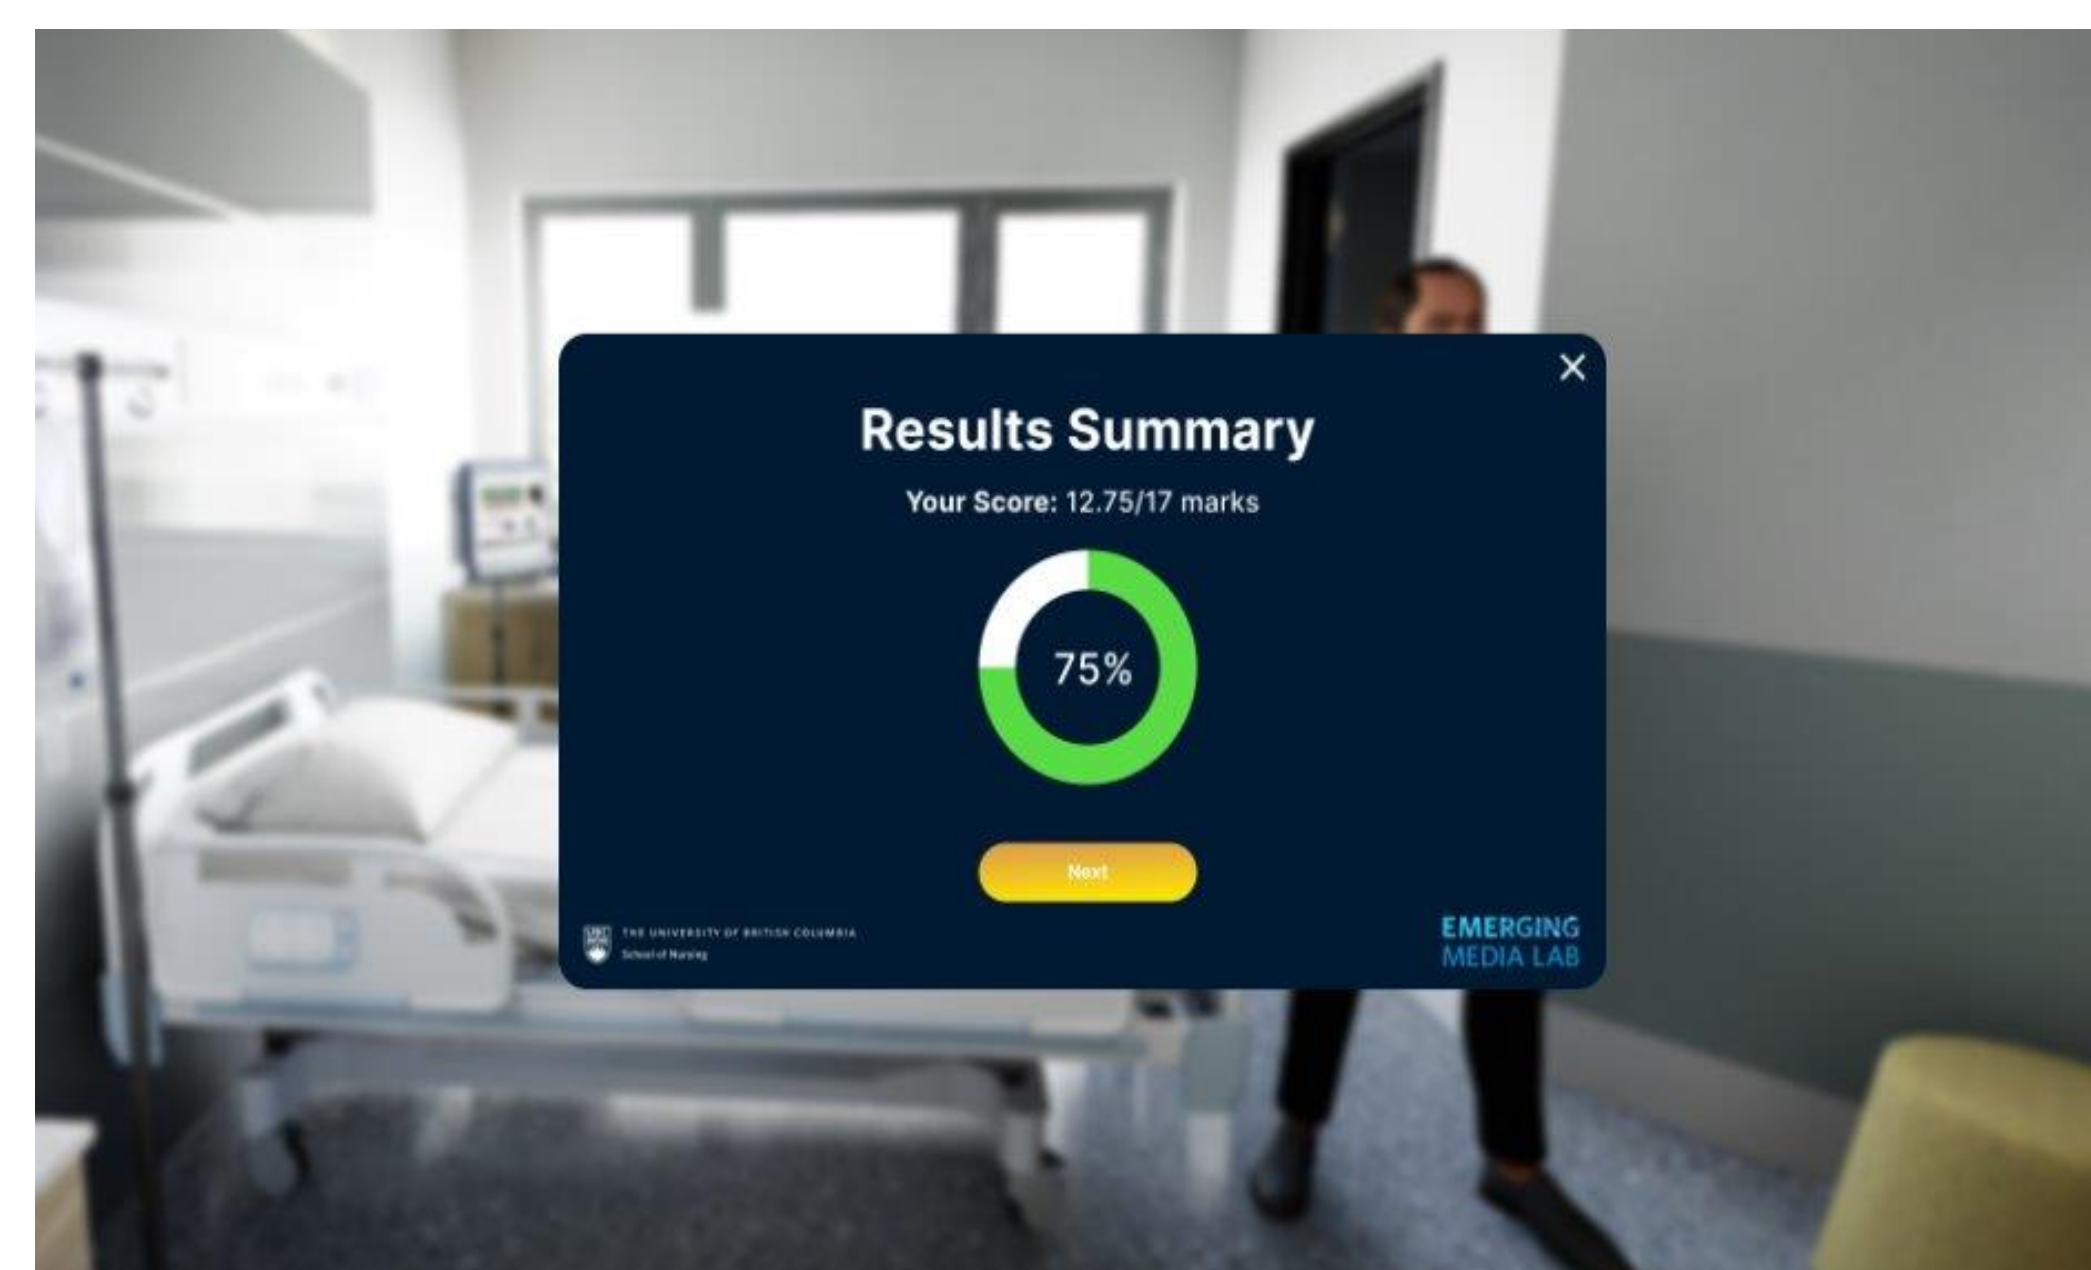 Results Summary
Your Score: 12.75/17 marks
75%
Next
THE UNIVERSITY OF BRITISH COLUMBIA
School of Nursing
EMERGING
MEDIA LAB